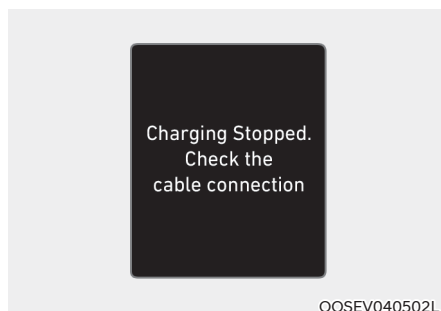 Charging Stopped.
Check the
cable connection
OOSEV040502L